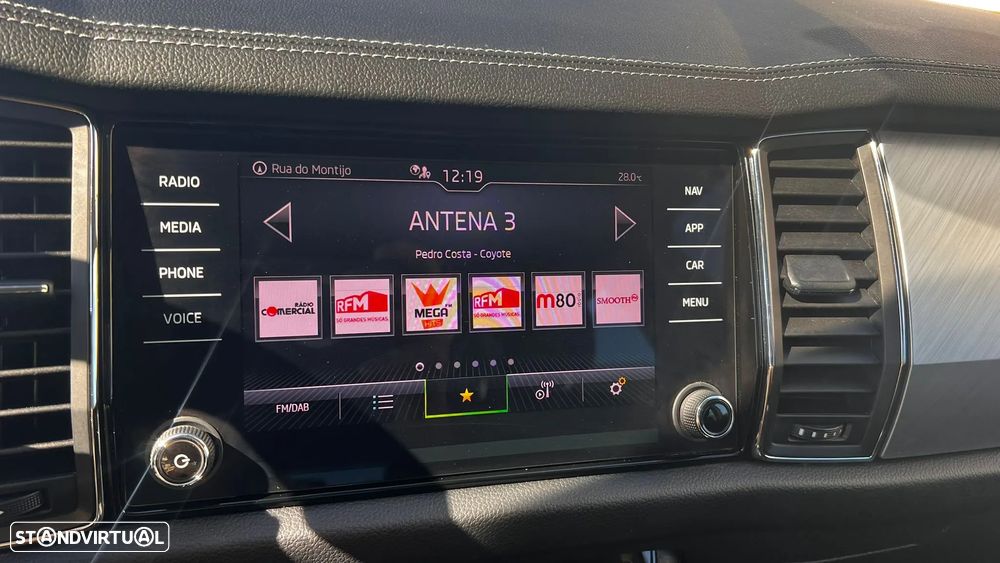 RADIO
MEDIA
PHONE
VOICE
Rua do Montijo
12:19
28.0°C
ANTENA 3
Pedro Costa - Coyote
RÁDIO
COMERCIAL
RFM
SÓ GRANDES MÚSICAS.
MEGA FM
HITS
RFM
SÓ GRANDES MÚSICAS.
m80
SMOOTH
FM/DAB
NAV
APP
CAR
MENU
STANDVIRTUAL